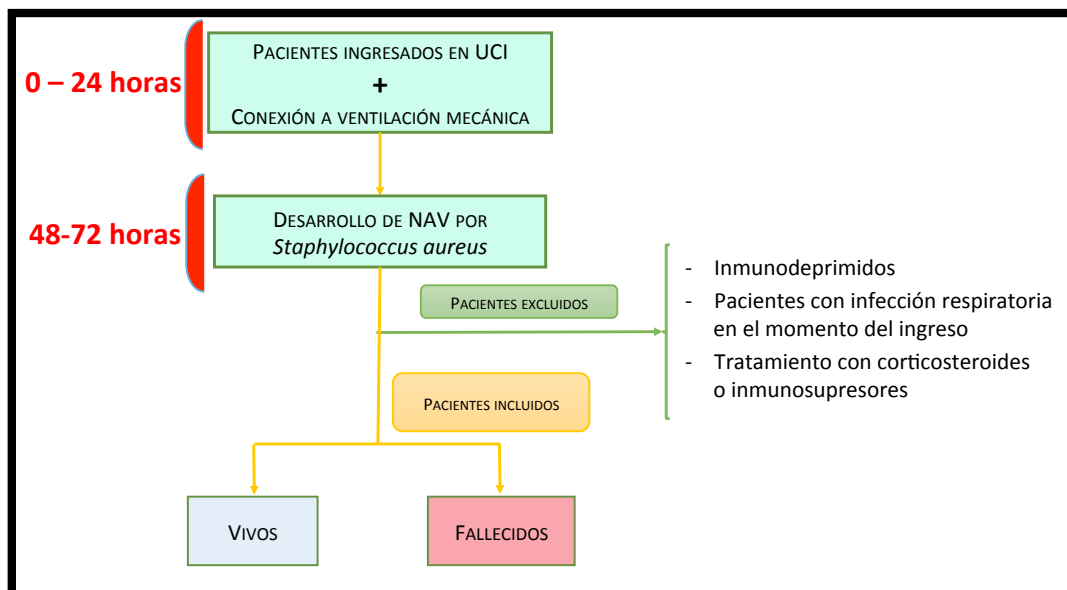 0 – 24 horas
PACIENTES INGRESADOS EN UCI
+
CONEXIÓN A VENTILACIÓN MECÁNICA
48-72 horas
DESARROLLO DE NAV POR
Staphylococcus aureus
PACIENTES EXCLUIDOS
- Inmunodeprimidos
- Pacientes con infección respiratoria
en el momento del ingreso
- Tratamiento con corticosteroides
o inmunosupresores
PACIENTES INCLUIDOS
VIVOS
FALLECIDOS